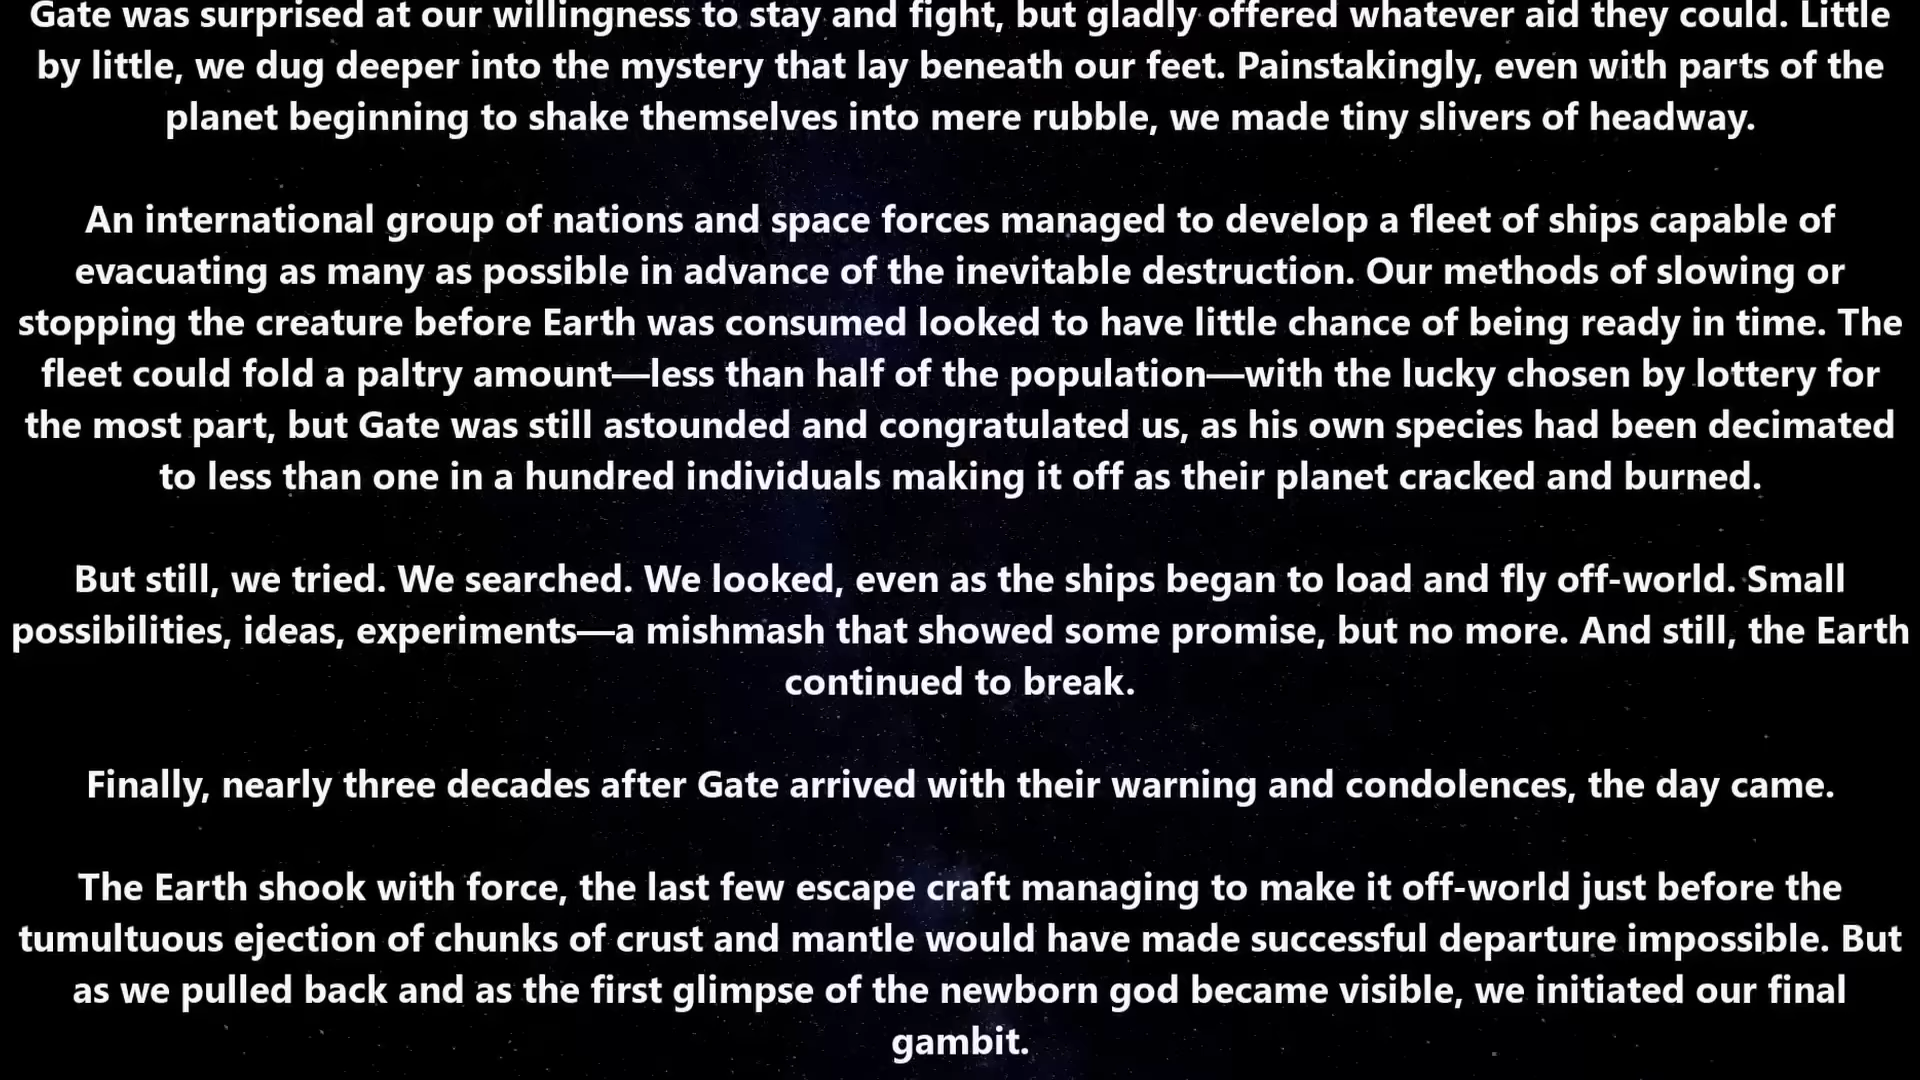 Gate was surprised at our willingness to stay and fight, but gladly offered whatever aid they could. Little
by little, we dug deeper into the mystery that lay beneath our feet. Painstakingly, even with parts of the
planet beginning to shake themselves into mere rubble, we made tiny slivers of headway.
An international group of nations and space forces managed to develop a fleet of ships capable of
evacuating as many as possible in advance of the inevitable destruction. Our methods of slowing or
stopping the creature before Earth was consumed looked to have little chance of being ready in time. The
fleet could fold a paltry amount—less than half of the population—with the lucky chosen by lottery for
the most part, but Gate was still astounded and congratulated us, as his own species had been decimated
to less than one in a hundred individuals making it off as their planet cracked and burned.
But still, we tried. We searched. We looked, even as the ships began to load and fly off-world. Small
possibilities, ideas, experiments—a mishmash that showed some promise, but no more. And still, the Earth
continued to break.
Finally, nearly three decades after Gate arrived with their warning and condolences, the day came.
The Earth shook with force, the last few escape craft managing to make it off-world just before the
tumultuous ejection of chunks of crust and mantle would have made successful departure impossible. But
as we pulled back and as the first glimpse of the newborn god became visible, we initiated our final
gambit.